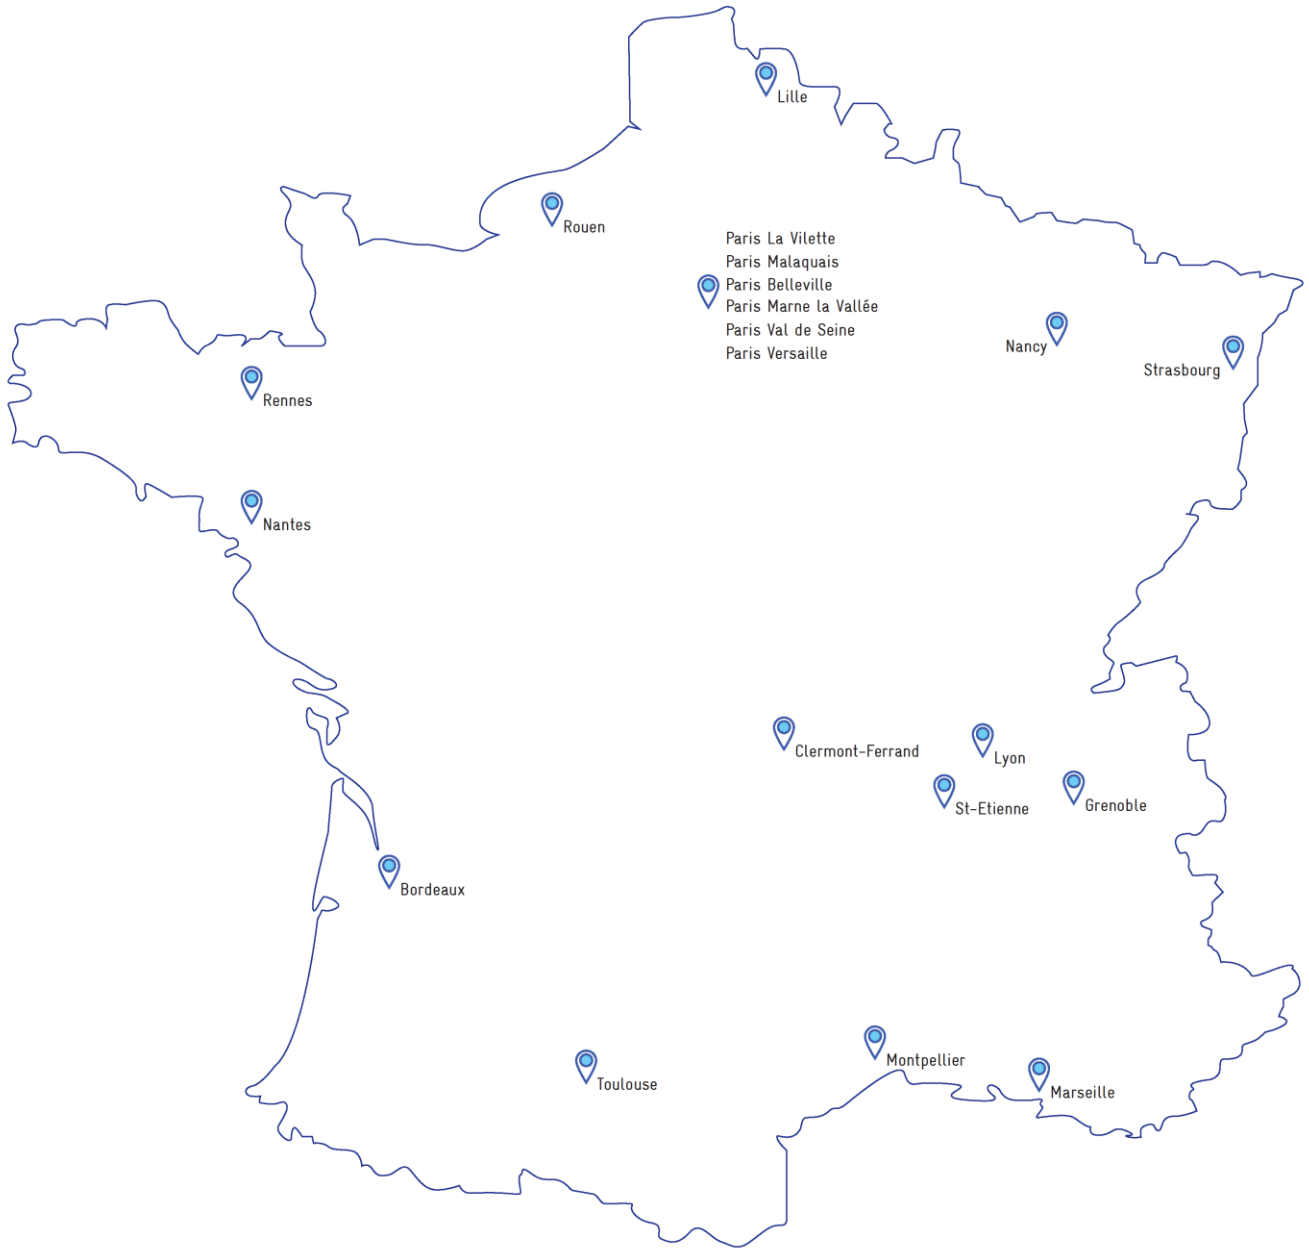 Lille
Rouen
Paris La Vilette
Paris Malaquais
Paris Belleville
Paris Marne la Vallée
Paris Val de Seine
Paris Versaille
Nancy
Strasbourg
Rennes
Nantes
Clermont-Ferrand
Lyon
St-Etienne
Grenoble
Bordeaux
Montpellier
Toulouse
Marseille